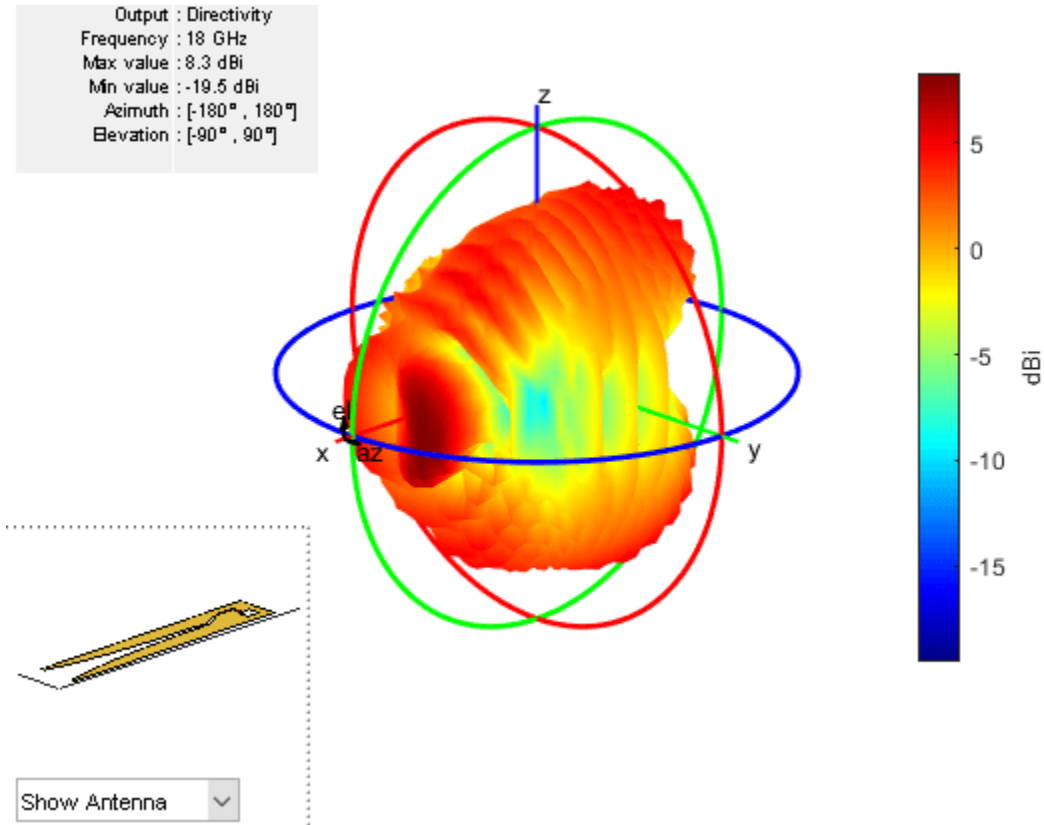 Output : Directivity
Frequency : 18 GHz
Max value : 8.3 dBi
Min value : -19.5 dBi
Azimuth : [-180° , 180°]
Elevation : [-90° , 90°]
z
5
0
-5
-10
-15
dBi
el
x
az
y
Show Antenna